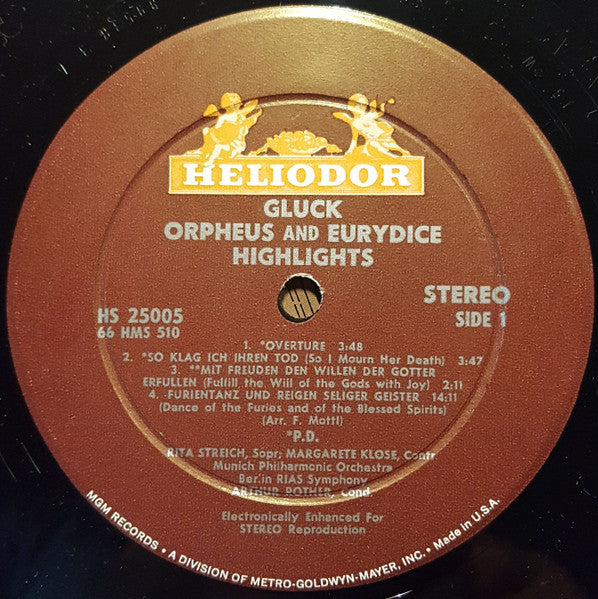 HELIODOR
GLUCK
ORPHEUS AND EURYDICE
HIGHLIGHTS
STEREO
HS 25005
SIDE 1
66 HMS 510
1. *OVERTURE 3:48
2. *SO KLAG ICH IHREN TOD (So I Mourn Her Death) 3:47
3. **MIT FREUDEN DEN WILLEN DER GOTTER
ERFULLEN (Fulfill the Will of the Gods with Joy) 2:11
4. -FURIENTANZ UND REIGEN SELIGER GEISTER 14:11
(Dance of the Furies and of the Blessed Spirits)
(Arr. F. Mottl)
*P.D.
RITA STREICH, Sopr; MARGARETE KLOSE, Contr.
Munich Philharmonic Orchestra
Berlin RIAS Symphony
ARTHUR ROTHER, Cond.
Electronically Enhanced For
STEREO Reproduction
MGM RECORDS • A DIVISION OF METRO-GOLDWYN-MAYER, INC. • Made in U.S.A.